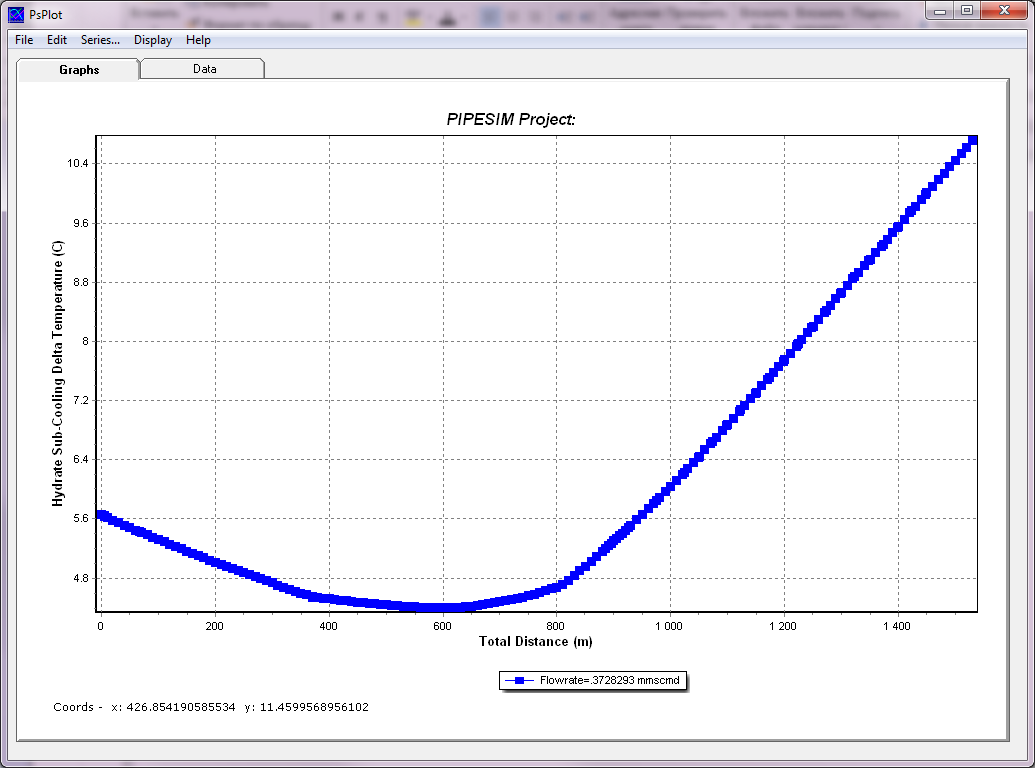 PsPlot
File Edit Series... Display Help
Graphs Data
PIPESIM Project:
Hydrate Sub-Cooling Delta Temperature (C)
10.4
9.6
8.8
8
7.2
6.4
5.6
4.8
0 200 400 600 800 1 000 1 200 1 400
Total Distance (m)
Flowrate=.3728293 mmscmd
Coords - x: 426.854190585534 y: 11.4599568956102